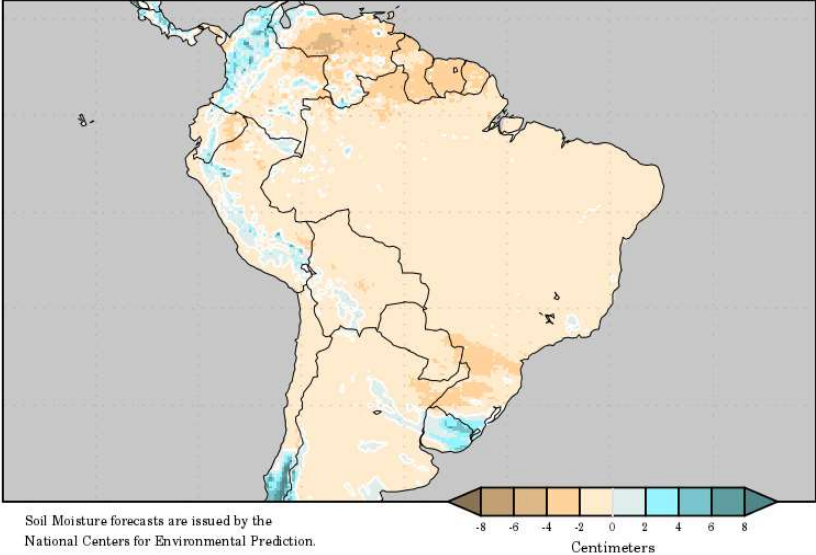 -8 -6 -4 -2 0 2 4 6 8
Soil Moisture forecasts are issued by the
National Centers for Environmental Prediction.
Centimeters